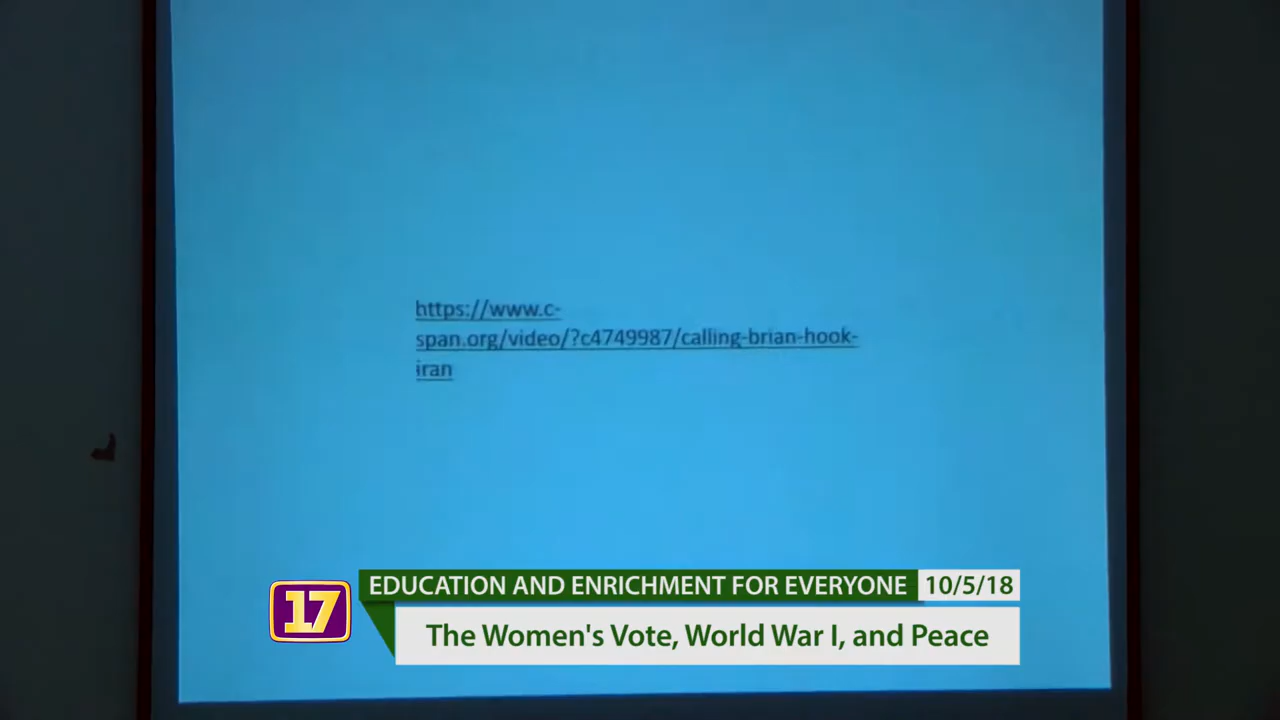 https://www.c-
span.org/video/?c4749987/calling-brian-hook-
iran
17
EDUCATION AND ENRICHMENT FOR EVERYONE 10/5/18
The Women's Vote, World War I, and Peace